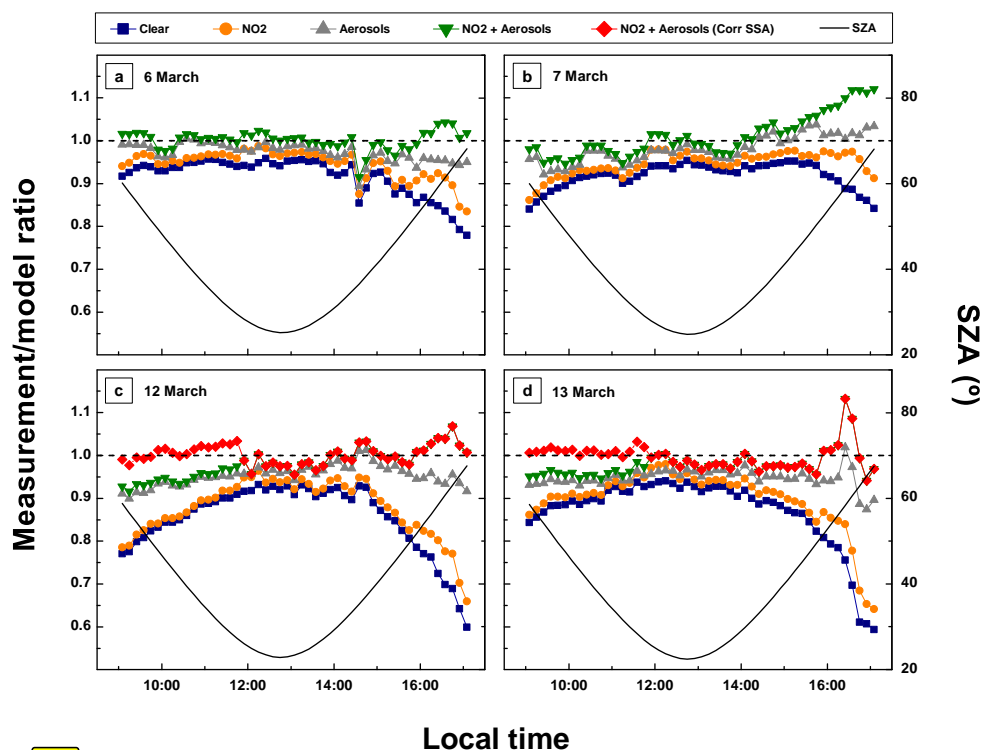 Clear NO2 Aerosols NO2 + Aerosols NO2 + Aerosols (Corr SSA) SZA
a 6 March
b 7 March
1.1
1.0
0.9
0.8
0.7
0.6
80
60
40
20
c 12 March
d 13 March
1.1
1.0
0.9
0.8
0.7
0.6
80
60
40
20
10:00 12:00 14:00 16:00
10:00 12:00 14:00 16:00
Measurement/model ratio
SZA (º)
Local time